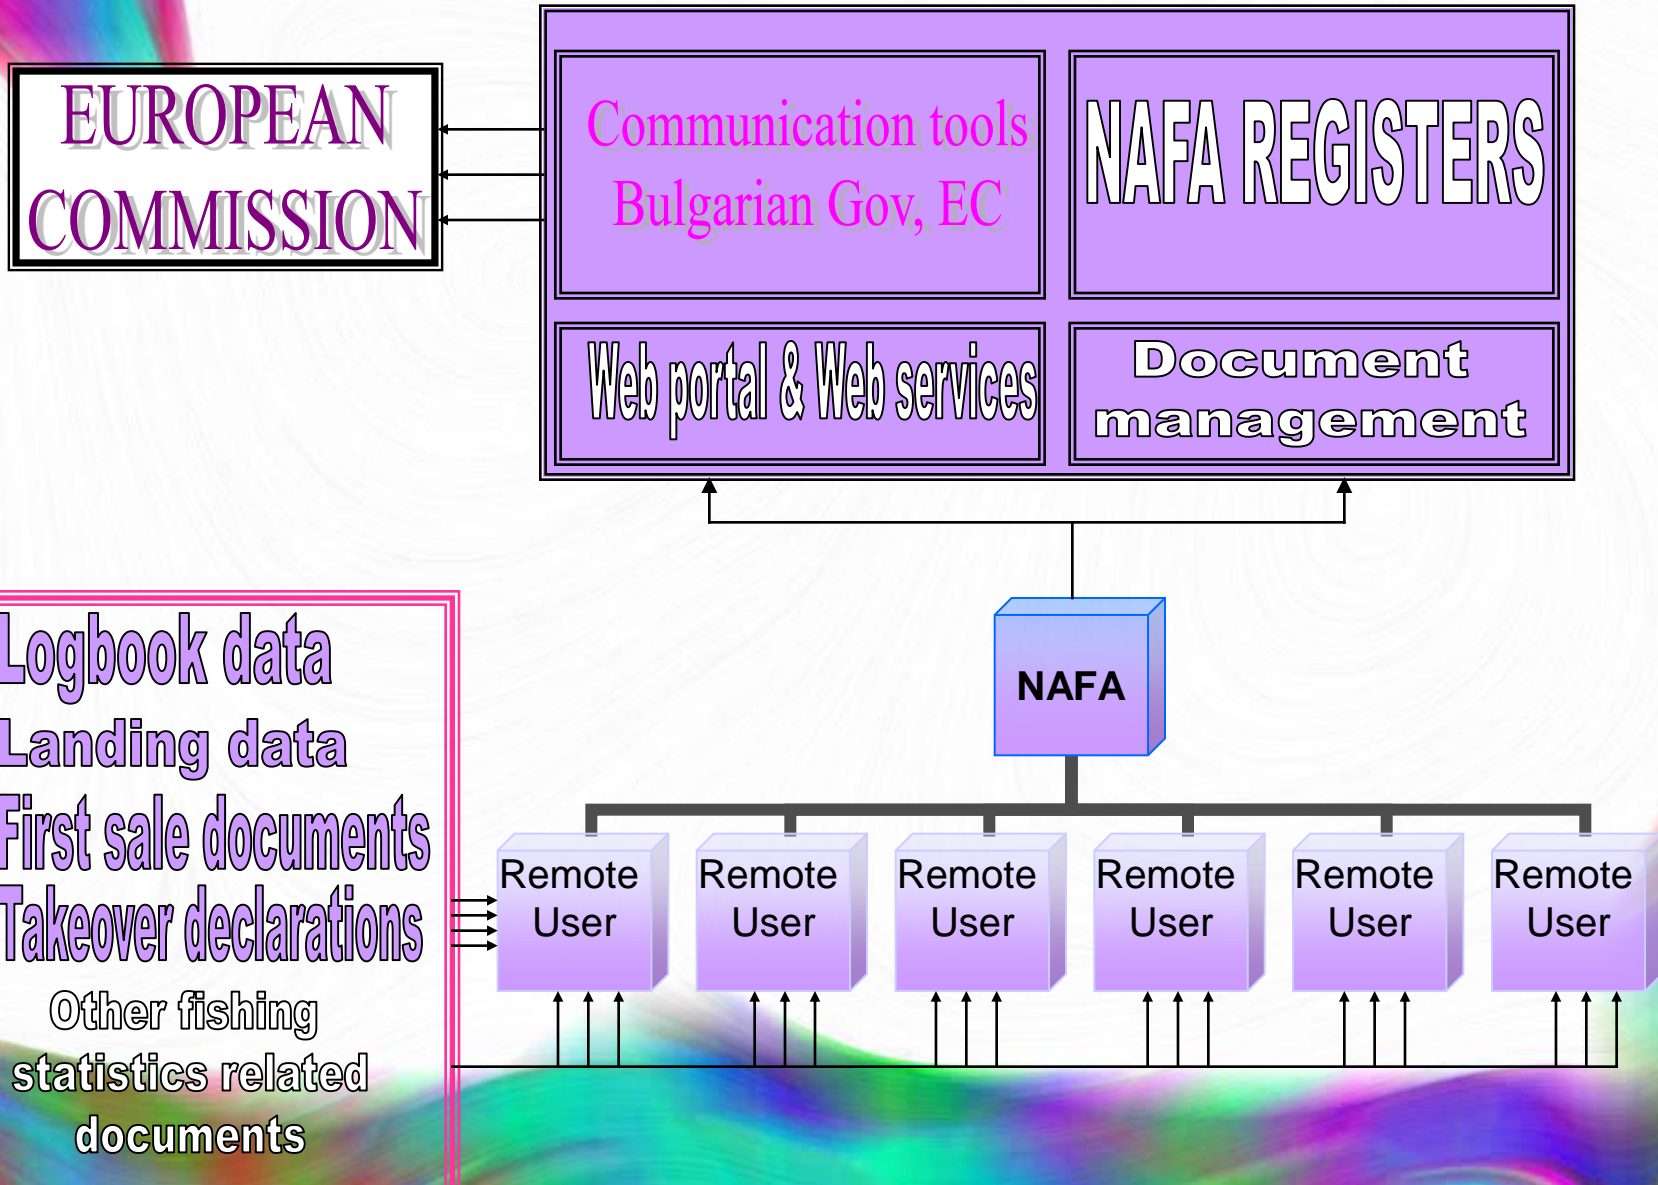 EUROPEAN
COMMISSION
Communication tools
Bulgarian Gov, EC
NAFA REGISTERS
Web portal & Web services
Document
management
NAFA
Logbook data
Landing data
First sale documents
Takeover declarations
Other fishing
statistics related
documents
Remote
User
Remote
User
Remote
User
Remote
User
Remote
User
Remote
User